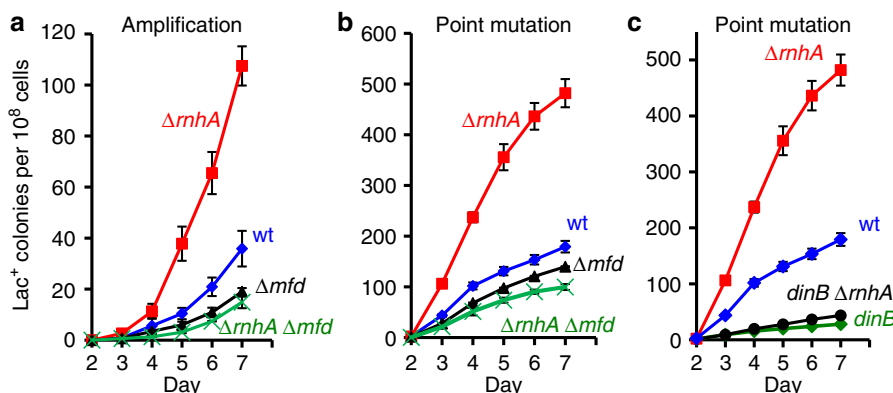 a Amplification
Lac⁺ colonies per 10⁸ cells
120
100
80
60
40
20
0
2 3 4 5 6 7
Day
ΔrnhA
wt
Δmfd
ΔrnhA Δmfd
b Point mutation
600
500
400
300
200
100
0
2 3 4 5 6 7
Day
ΔrnhA
wt
Δmfd
ΔrnhA Δmfd
c Point mutation
500
400
300
200
100
0
2 3 4 5 6 7
Day
ΔrnhA
wt
dinB ΔrnhA
dinB